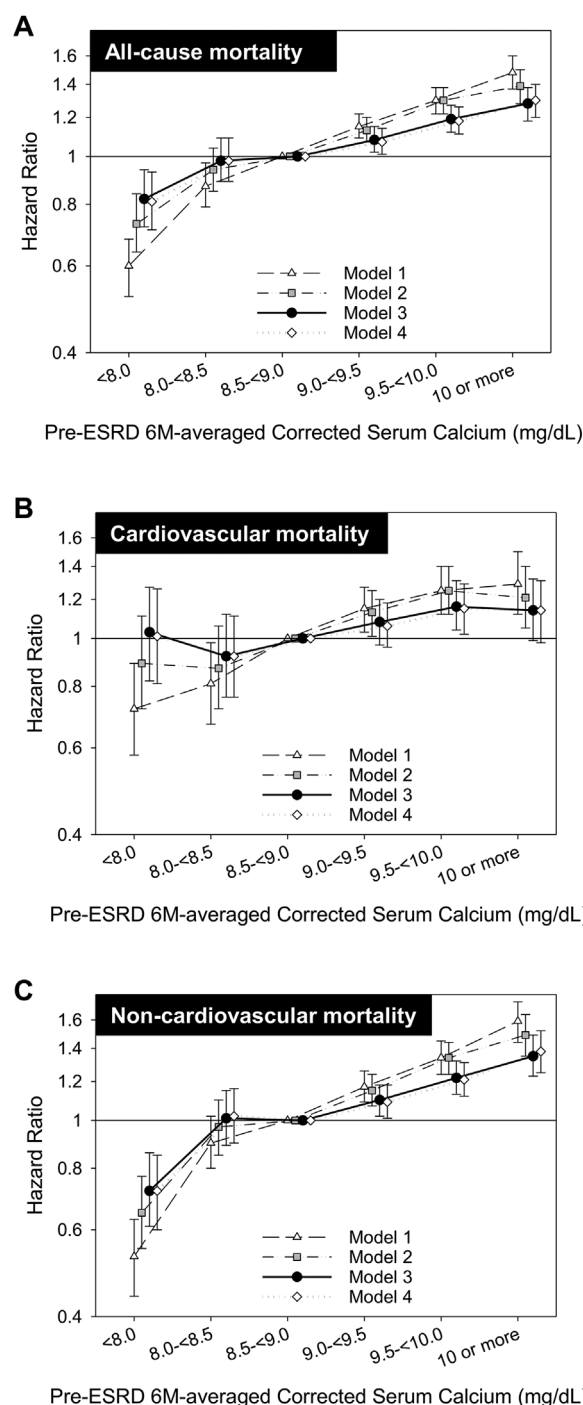 A
All-cause mortality
1.6
1.4
1.2
1
0.8
0.6
0.4
Hazard Ratio
Model 1
Model 2
Model 3
Model 4
<8.0
8.0-<8.5
8.5-<9.0
9.0-<9.5
9.5-<10.0
10 or more
Pre-ESRD 6M-averaged Corrected Serum Calcium (mg/dL)
B
Cardiovascular mortality
1.6
1.4
1.2
1
0.8
0.6
0.4
Hazard Ratio
Model 1
Model 2
Model 3
Model 4
<8.0
8.0-<8.5
8.5-<9.0
9.0-<9.5
9.5-<10.0
10 or more
Pre-ESRD 6M-averaged Corrected Serum Calcium (mg/dL)
C
Non-cardiovascular mortality
1.6
1.4
1.2
1
0.8
0.6
0.4
Hazard Ratio
Model 1
Model 2
Model 3
Model 4
<8.0
8.0-<8.5
8.5-<9.0
9.0-<9.5
9.5-<10.0
10 or more
Pre-ESRD 6M-averaged Corrected Serum Calcium (mg/dL)